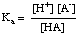 Kₐ = [H⁺] [A⁻] / [HA]